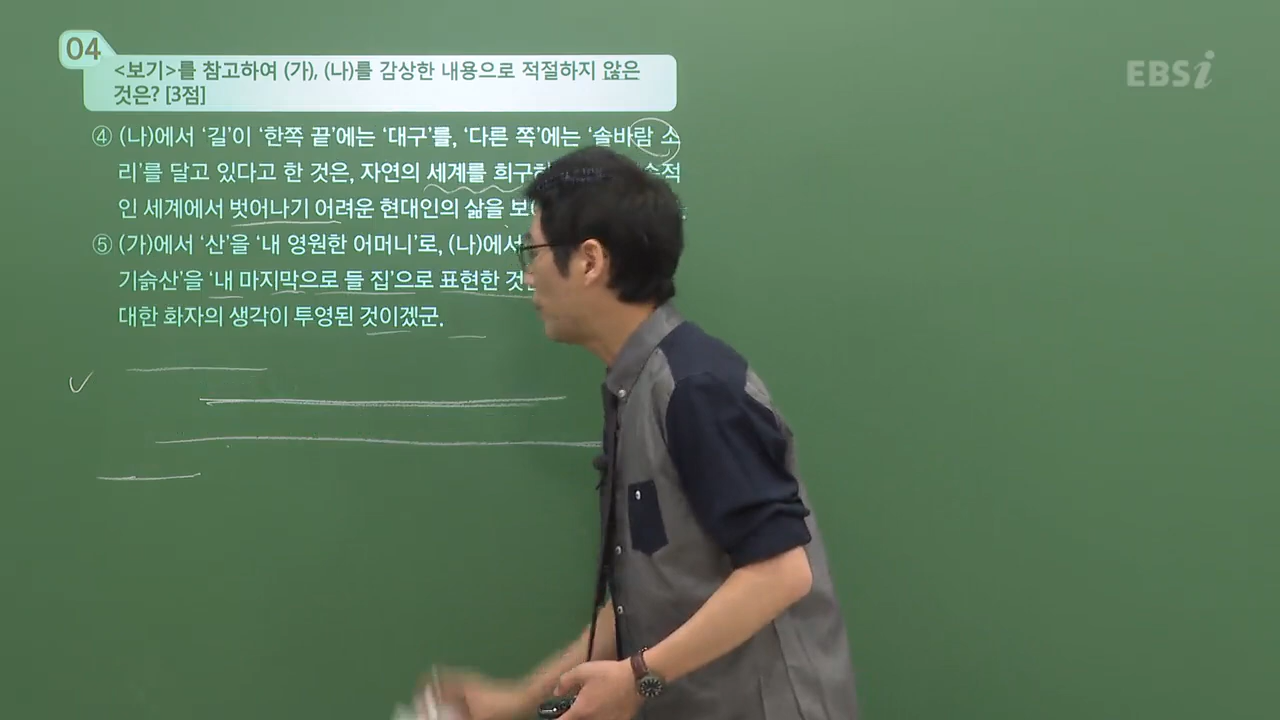 EBSi
04
<보기>를 참고하여 (가), (나)를 감상한 내용으로 적절하지 않은
것은? [3점]
④ (나)에서 ‘길’이 ‘한쪽 끝’에는 ‘대구’를, ‘다른 쪽’에는 ‘솔바람 소
리’를 달고 있다고 한 것은, 자연의 세계를
인 세계에서 벗어나기 어려운 현대인의 삶을
⑤ (가)에서 ‘산’을 ‘내 영원한 어머니’로, (나)에서
기슭산’을 ‘내 마지막으로 들 집’으로 표현한
대한 화자의 생각이 투영된 것이겠군.